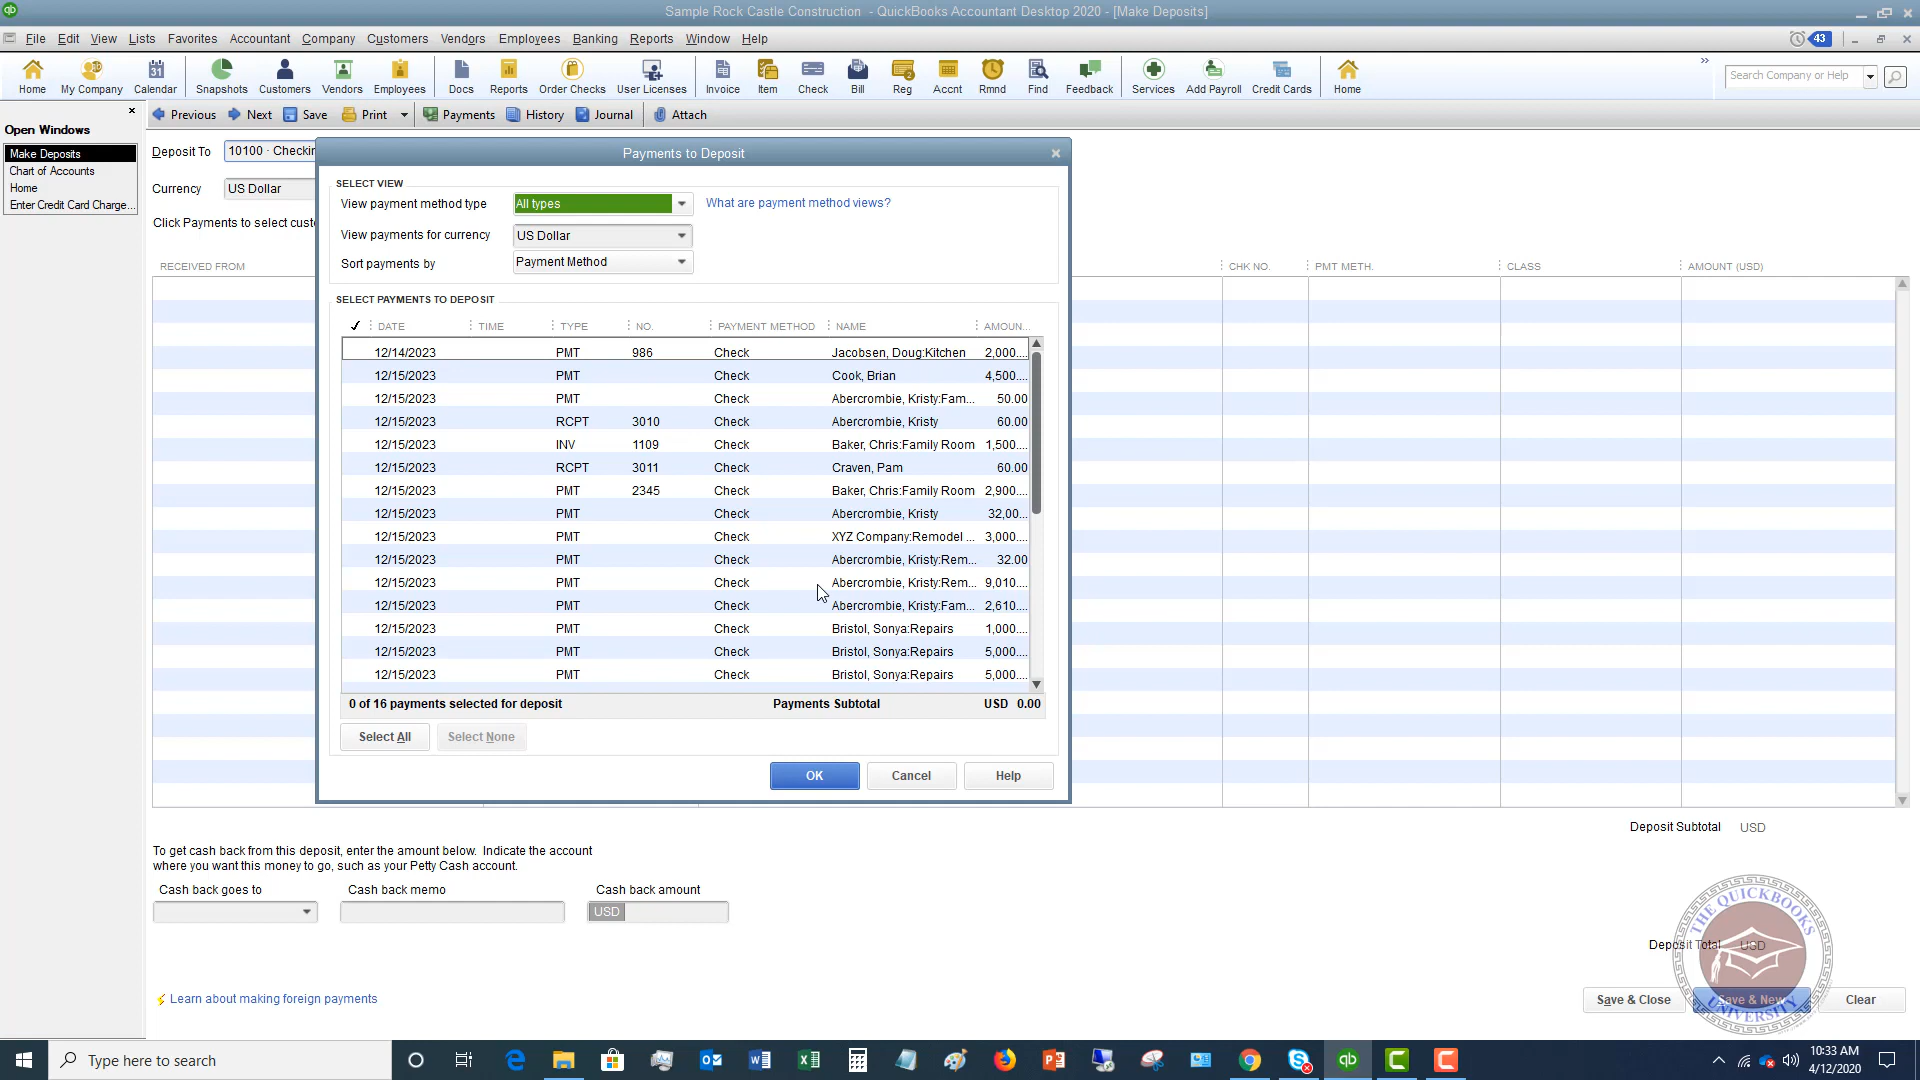 Sample Rock Castle Construction - QuickBooks Accountant Desktop 2020 - [Make Deposits]
File Edit View Lists Favorites Accountant Company Customers Vendors Employees Banking Reports Window Help 43
Home My Company Calendar Snapshots Customers Vendors Employees Docs Reports Order Checks User Licenses Invoice Item Check Bill Reg Accnt Rmnd Find Feedback Services Add Payroll Credit Cards Home Search Company or Help
Previous Next Save Print Payments History Journal Attach
Open Windows
Make Deposits
Chart of Accounts
Home
Enter Credit Card Charge...
Deposit To 10100 · Checkin
Currency US Dollar
Click Payments to select cust
RECEIVED FROM CHK NO. PMT METH. CLASS AMOUNT (USD)
Payments to Deposit
SELECT VIEW
View payment method type All types What are payment method views?
View payments for currency US Dollar
Sort payments by Payment Method
SELECT PAYMENTS TO DEPOSIT
✓ DATE TIME TYPE NO. PAYMENT METHOD NAME AMOUN...
12/14/2023 PMT 986 Check Jacobsen, Doug:Kitchen 2,000....
12/15/2023 PMT Check Cook, Brian 4,500....
12/15/2023 PMT Check Abercrombie, Kristy:Fam... 50.00
12/15/2023 RCPT 3010 Check Abercrombie, Kristy 60.00
12/15/2023 INV 1109 Check Baker, Chris:Family Room 1,500....
12/15/2023 RCPT 3011 Check Craven, Pam 60.00
12/15/2023 PMT 2345 Check Baker, Chris:Family Room 2,900....
12/15/2023 PMT Check Abercrombie, Kristy 32,00...
12/15/2023 PMT Check XYZ Company:Remodel ... 3,000....
12/15/2023 PMT Check Abercrombie, Kristy:Rem... 32.00
12/15/2023 PMT Check Abercrombie, Kristy:Rem... 9,010....
12/15/2023 PMT Check Abercrombie, Kristy:Fam... 2,610....
12/15/2023 PMT Check Bristol, Sonya:Repairs 1,000....
12/15/2023 PMT Check Bristol, Sonya:Repairs 5,000....
12/15/2023 PMT Check Bristol, Sonya:Repairs 5,000....
0 of 16 payments selected for deposit Payments Subtotal USD 0.00
Select All Select None
OK Cancel Help
Deposit Subtotal USD
To get cash back from this deposit, enter the amount below. Indicate the account
where you want this money to go, such as your Petty Cash account.
Cash back goes to Cash back memo Cash back amount
USD
Deposit Total USD
THE QUICKBOOKS UNIVERSITY
Learn about making foreign payments
Save & Close Save & New Clear
Type here to search
10:33 AM
4/12/2020